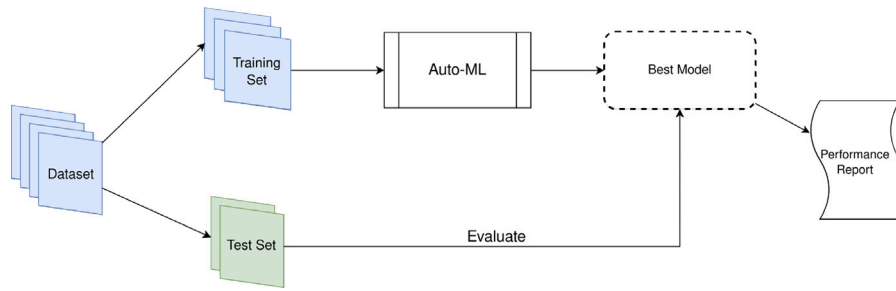 Training
Set
Auto-ML
Best Model
Dataset
Performance
Report
Test Set
Evaluate